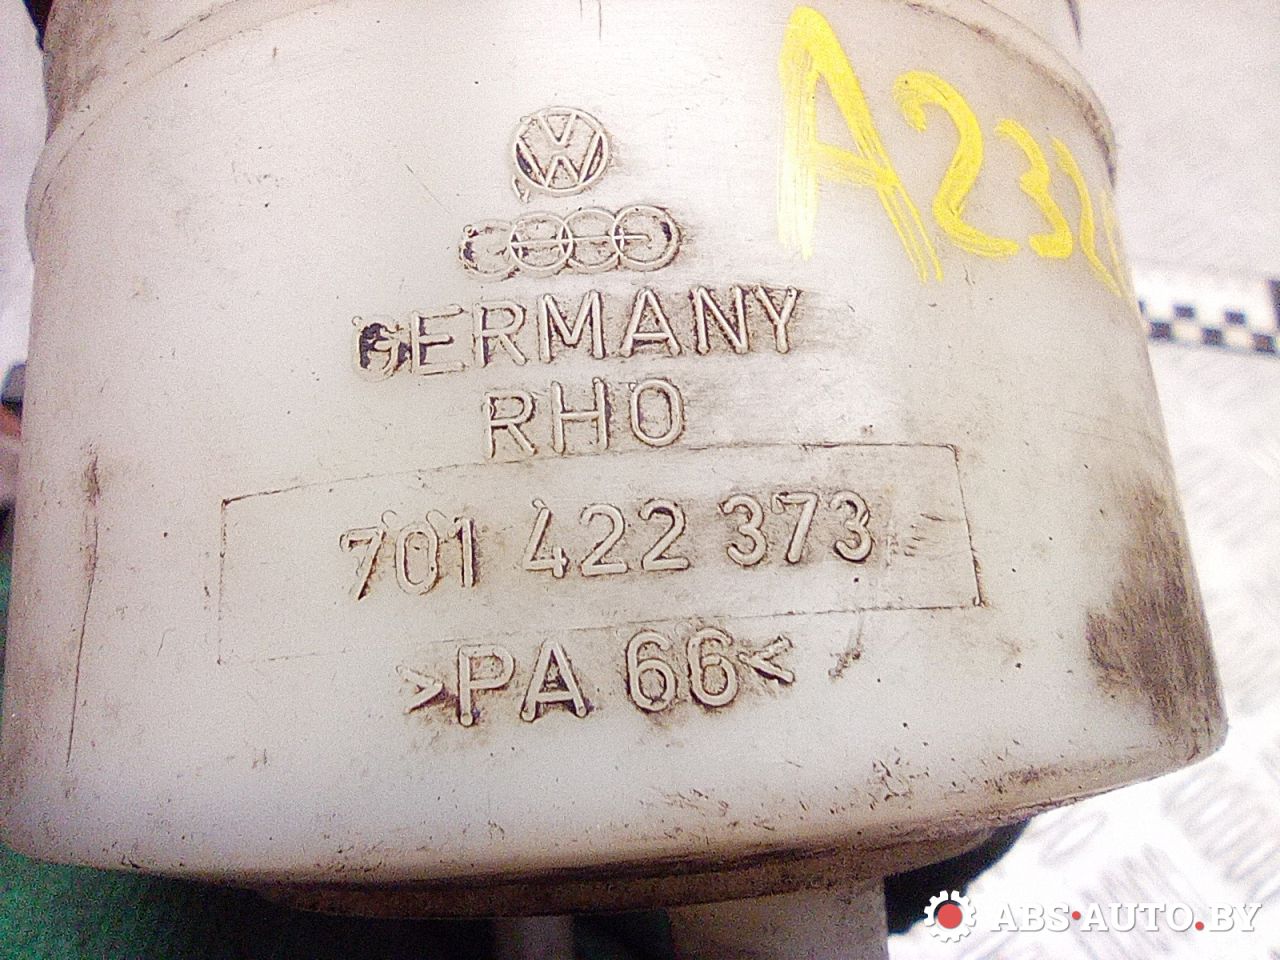 GERMANY
RHO
701 422 373
>PA 66<
ABS-AUTO.BY